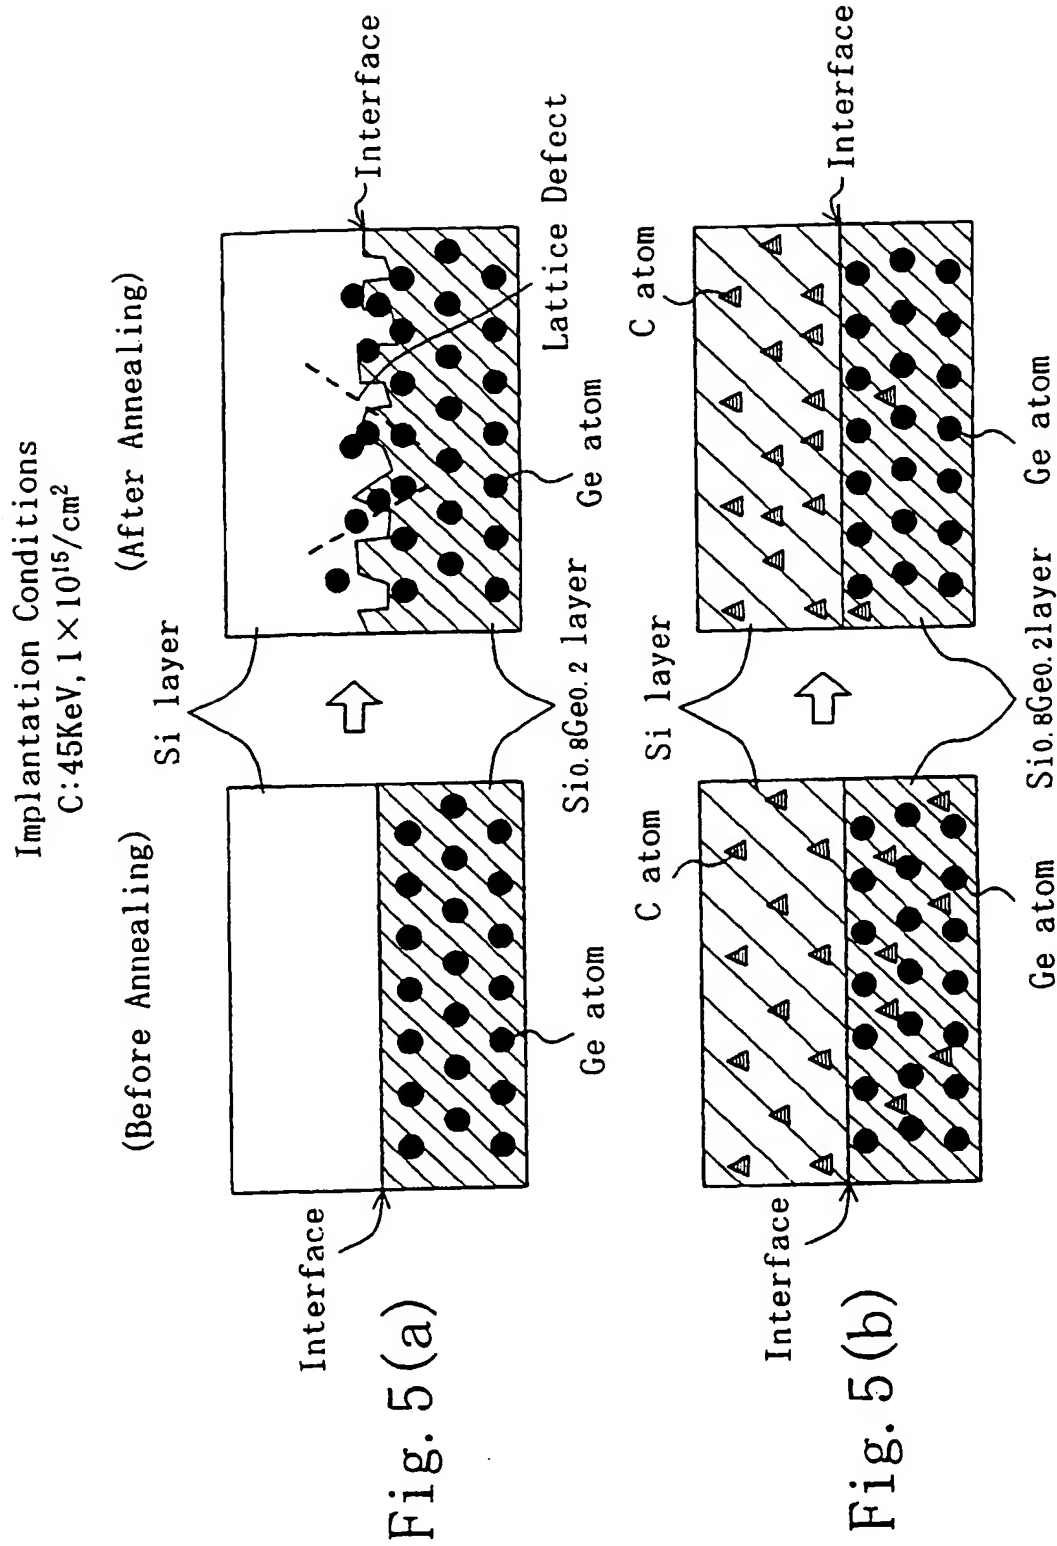 Implantation Conditions
C:45KeV, 1×10¹⁵/cm²
(Before Annealing)
(After Annealing)
Si layer
Interface
Interface
Lattice Defect
Ge atom
Si0.8Ge0.2 layer
Ge atom
Fig. 5(a)
C atom
Si layer
C atom
Interface
Interface
Ge atom
Si0.8Ge0.2layer
Ge atom
Fig. 5(b)